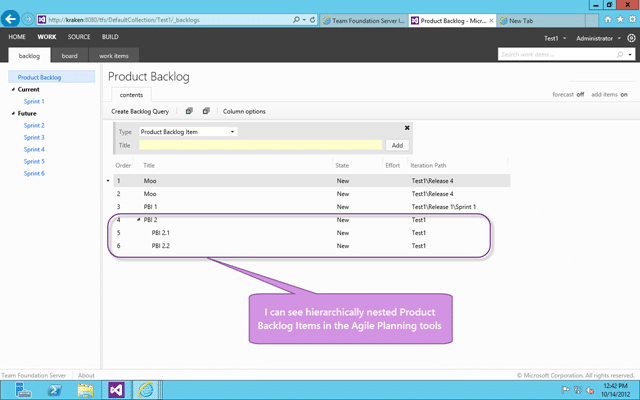 http://kraken:8080/tfs/DefaultCollection/Test1/_backlogs
Team Foundation Server I...
Product Backlog - Micr...
New Tab
HOME WORK SOURCE BUILD
Test1 Administrator
backlog board work items
Search work items...
Product Backlog
Current
Sprint 1
Future
Sprint 2
Sprint 3
Sprint 4
Sprint 5
Sprint 6
Product Backlog
contents
forecast off add items on
Create Backlog Query Column options
Type Product Backlog Item
Title Add
Order Title State Effort Iteration Path
1 Moo New Test1\Release 4
2 Moo New Test1\Release 4
3 PBI 1 New Test1\Release 1\Sprint 1
4 PBI 2 New Test1
5 PBI 2.1 New Test1
6 PBI 2.2 New Test1
I can see hierarchically nested Product
Backlog Items in the Agile Planning tools
Team Foundation Server About
© Microsoft Corporation. All rights reserved.
12:42 PM
10/14/2012